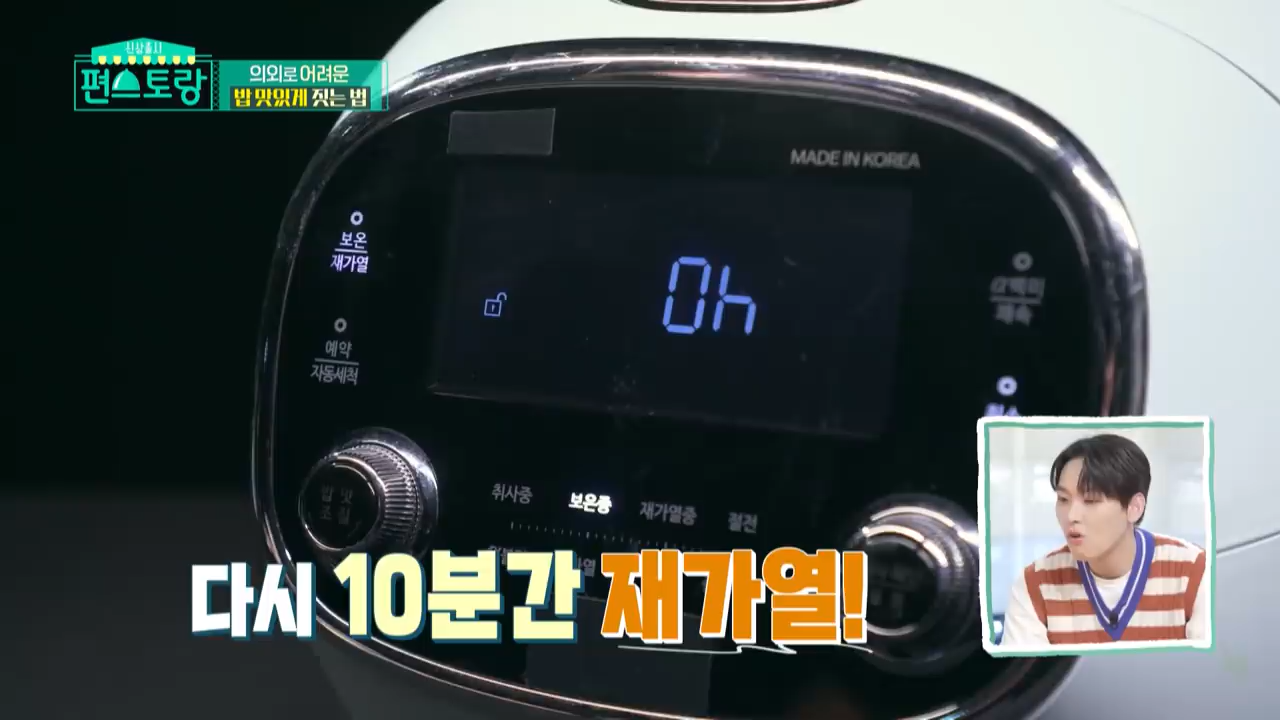 신상출시
편스토랑
의외로 어려운
밥 맛있게 짓는 법
MADE IN KOREA
보온
재가열
예약
자동세척
0h
취사중 보온중 재가열중 절전
밥 맛
조절
다시 10분간 재가열!